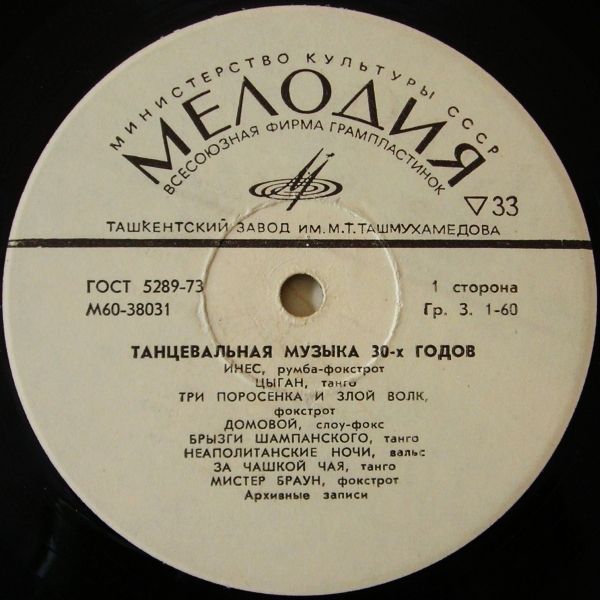 МИНИСТЕРСТВО КУЛЬТУРЫ СССР
МЕЛОДИЯ
ВСЕСОЮЗНАЯ ФИРМА ГРАМПЛАСТИНОК
▽33
ТАШКЕНТСКИЙ ЗАВОД ИМ. М.Т.ТАШМУХАМЕДОВА
ГОСТ 5289-73
М60-38031
1 сторона
Гр. 3. 1-60
ТАНЦЕВАЛЬНАЯ МУЗЫКА 30-х ГОДОВ
ИНЕС, румба-фокстрот
ЦЫГАН, танго
ТРИ ПОРОСЕНКА И ЗЛОЙ ВОЛК,
фокстрот
ДОМОВОЙ, слоу-фокс
БРЫЗГИ ШАМПАНСКОГО, танго
НЕАПОЛИТАНСКИЕ НОЧИ, вальс
ЗА ЧАШКОЙ ЧАЯ, танго
МИСТЕР БРАУН, фокстрот
Архивные записи